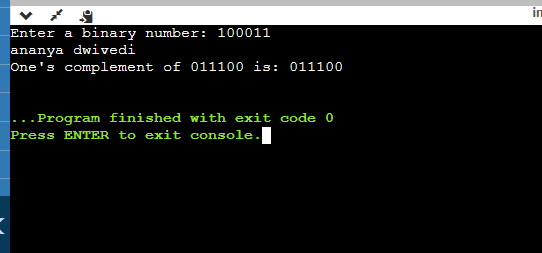 in
Enter a binary number: 100011
ananya dwivedi
One's complement of 011100 is: 011100
...Program finished with exit code 0
Press ENTER to exit console.